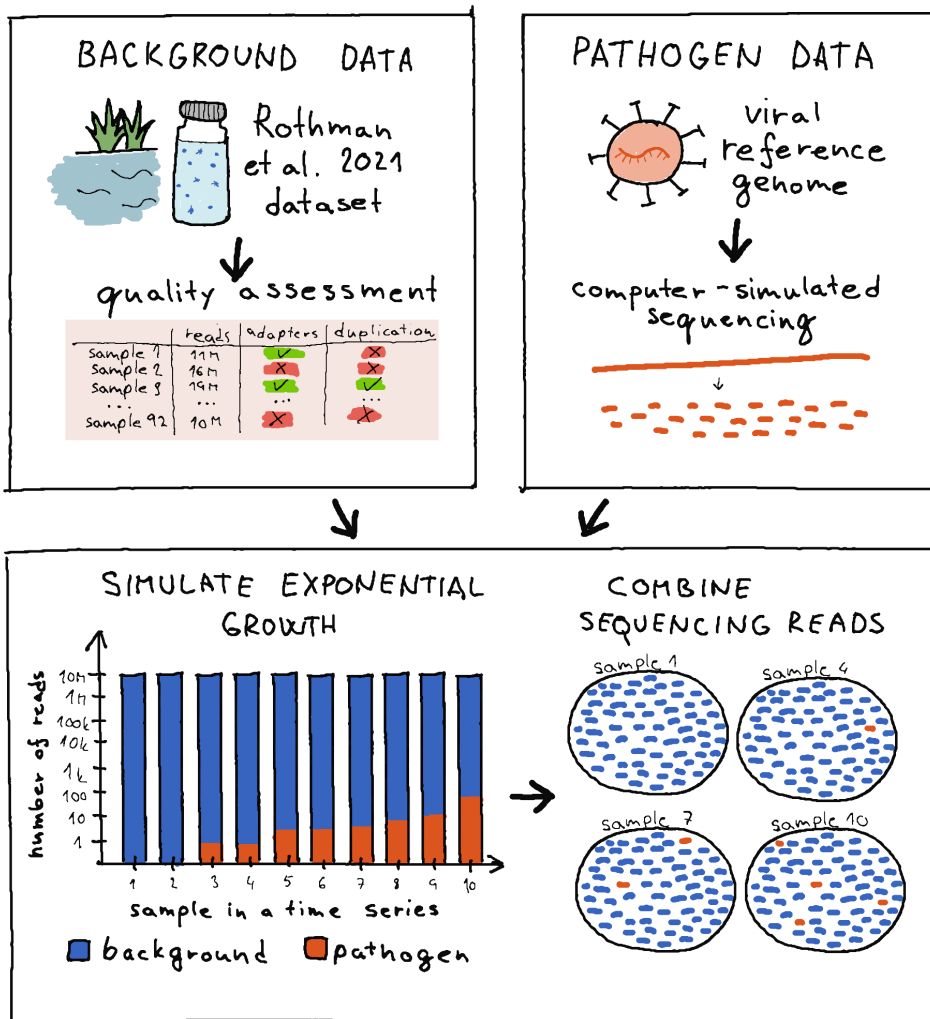 BACKGROUND DATA
Rothman
et al. 2021
dataset
quality assessment
reads adapters duplication
sample 1 11M ✓ ×
sample 2 16M × ×
sample 3 19M ✓ ✓
... ... ... ...
sample 92 10M × ×
PATHOGEN DATA
viral
reference
genome
computer-simulated
sequencing
SIMULATE EXPONENTIAL
GROWTH
number of reads
10M
1M
100k
10k
1k
100
10
1
1 2 3 4 5 6 7 8 9 10
sample in a time series
background pathogen
COMBINE
SEQUENCING READS
sample 1 sample 4
sample 7 sample 10